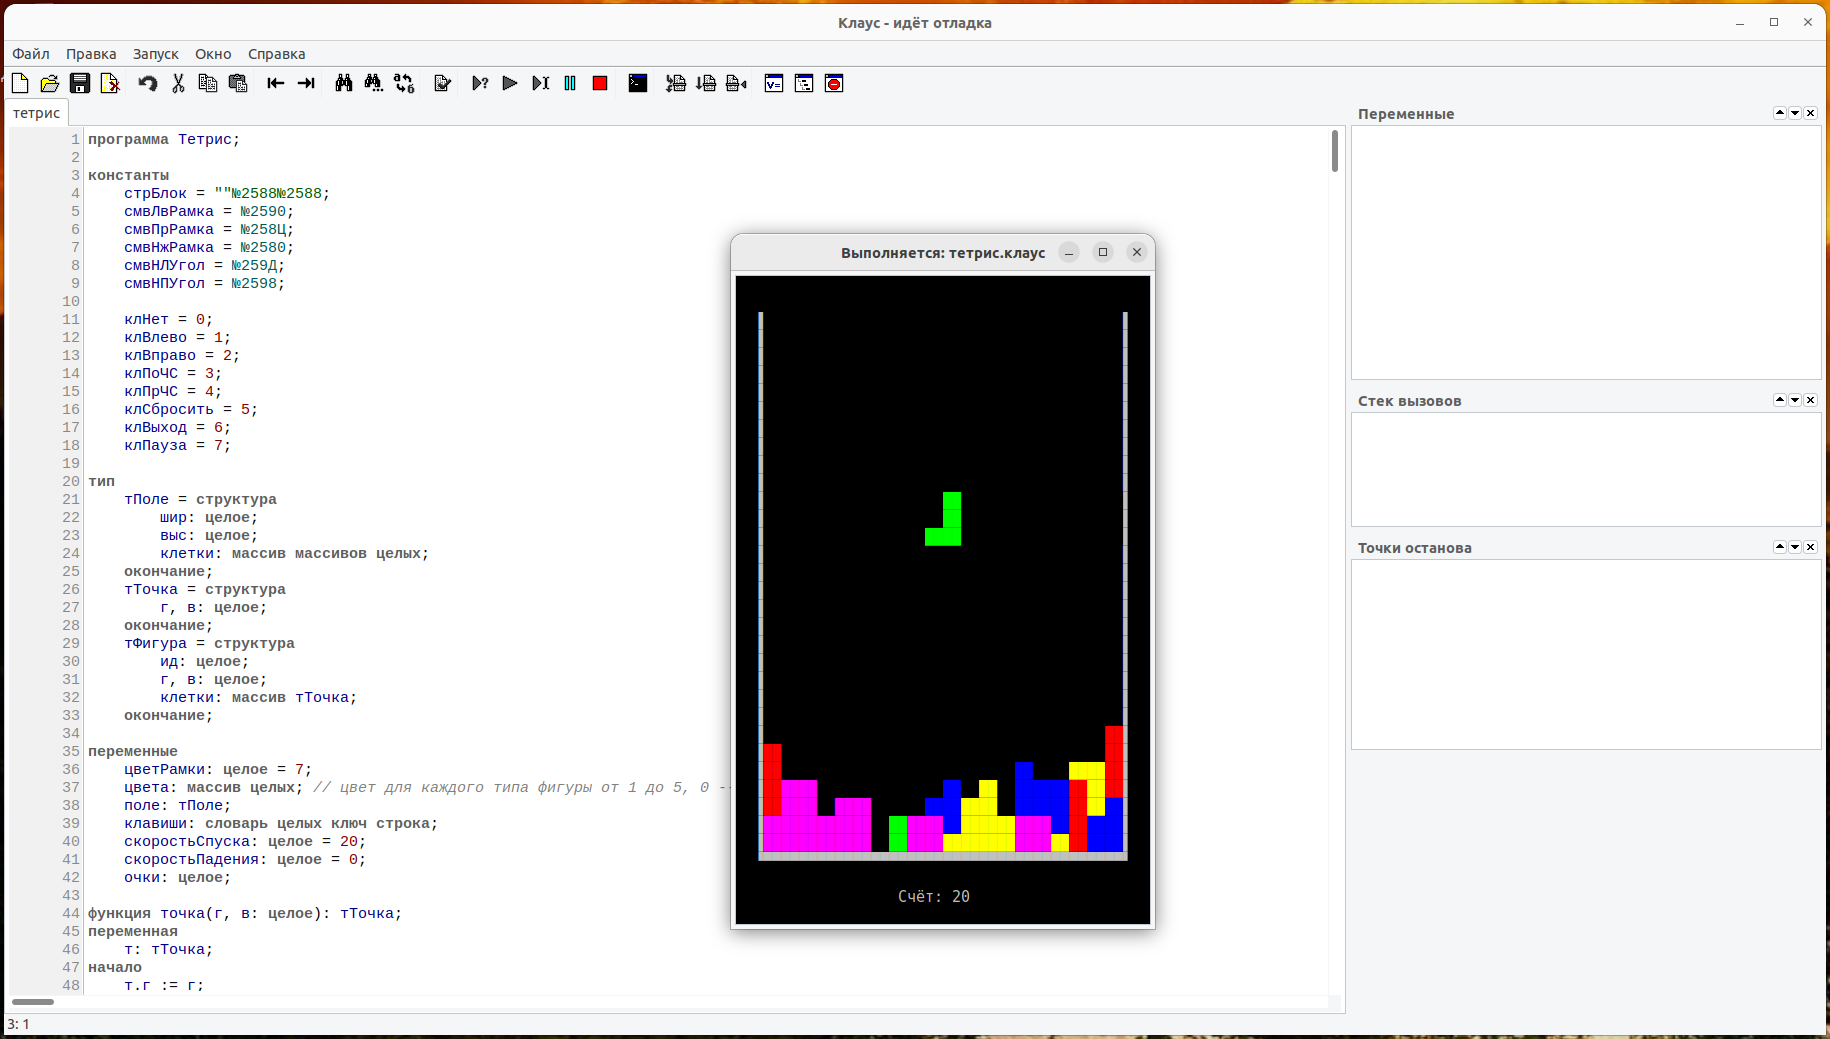 Клаус - идёт отладка
Файл Правка Запуск Окно Справка
тетрис
1 программа Тетрис;
2
3 константы
4 стрБлок = ""№2588№2588;
5 смвЛвРамка = №2590;
6 смвПрРамка = №258Ц;
7 смвНжРамка = №2580;
8 смвНЛУгол = №259Д;
9 смвНПУгол = №2598;
10
11 клНет = 0;
12 клВлево = 1;
13 клВправо = 2;
14 клПоЧС = 3;
15 клПрЧС = 4;
16 клСбросить = 5;
17 клВыход = 6;
18 клПауза = 7;
19
20 тип
21 тПоле = структура
22 шир: целое;
23 выс: целое;
24 клетки: массив массивов целых;
25 окончание;
26 тТочка = структура
27 г, в: целое;
28 окончание;
29 тФигура = структура
30 ид: целое;
31 г, в: целое;
32 клетки: массив тТочка;
33 окончание;
34
35 переменные
36 цветРамки: целое = 7;
37 цвета: массив целых; // цвет для каждого типа фигуры от 1 до 5, 0 -
38 поле: тПоле;
39 клавиши: словарь целых ключ строка;
40 скоростьСпуска: целое = 20;
41 скоростьПадения: целое = 0;
42 очки: целое;
43
44 функция точка(г, в: целое): тТочка;
45 переменная
46 т: тТочка;
47 начало
48 т.г := г;
3: 1
Выполняется: тетрис.клаус
Счёт: 20
Переменные
Стек вызовов
Точки останова